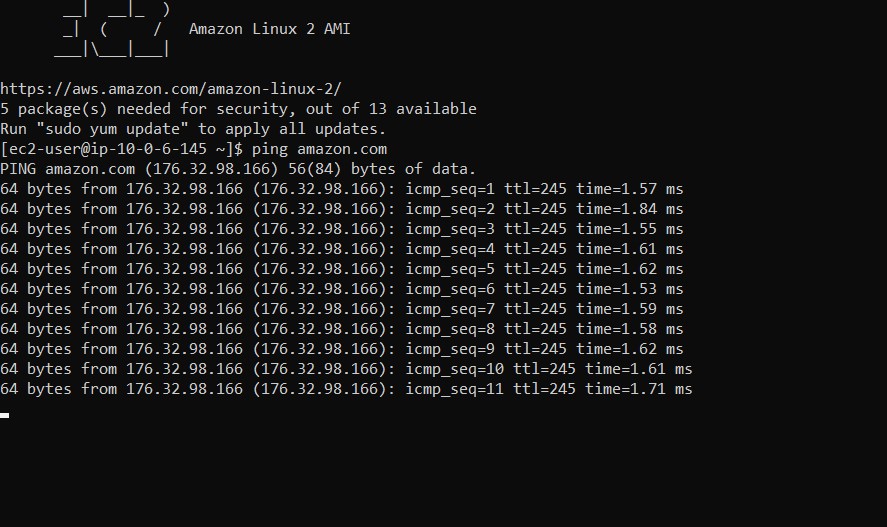 __|  __|_  )
       _|  (     /   Amazon Linux 2 AMI
      ___|\___|___|
https://aws.amazon.com/amazon-linux-2/
5 package(s) needed for security, out of 13 available
Run "sudo yum update" to apply all updates.
[ec2-user@ip-10-0-6-145 ~]$ ping amazon.com
PING amazon.com (176.32.98.166) 56(84) bytes of data.
64 bytes from 176.32.98.166 (176.32.98.166): icmp_seq=1 ttl=245 time=1.57 ms
64 bytes from 176.32.98.166 (176.32.98.166): icmp_seq=2 ttl=245 time=1.84 ms
64 bytes from 176.32.98.166 (176.32.98.166): icmp_seq=3 ttl=245 time=1.55 ms
64 bytes from 176.32.98.166 (176.32.98.166): icmp_seq=4 ttl=245 time=1.61 ms
64 bytes from 176.32.98.166 (176.32.98.166): icmp_seq=5 ttl=245 time=1.62 ms
64 bytes from 176.32.98.166 (176.32.98.166): icmp_seq=6 ttl=245 time=1.53 ms
64 bytes from 176.32.98.166 (176.32.98.166): icmp_seq=7 ttl=245 time=1.59 ms
64 bytes from 176.32.98.166 (176.32.98.166): icmp_seq=8 ttl=245 time=1.58 ms
64 bytes from 176.32.98.166 (176.32.98.166): icmp_seq=9 ttl=245 time=1.62 ms
64 bytes from 176.32.98.166 (176.32.98.166): icmp_seq=10 ttl=245 time=1.61 ms
64 bytes from 176.32.98.166 (176.32.98.166): icmp_seq=11 ttl=245 time=1.71 ms